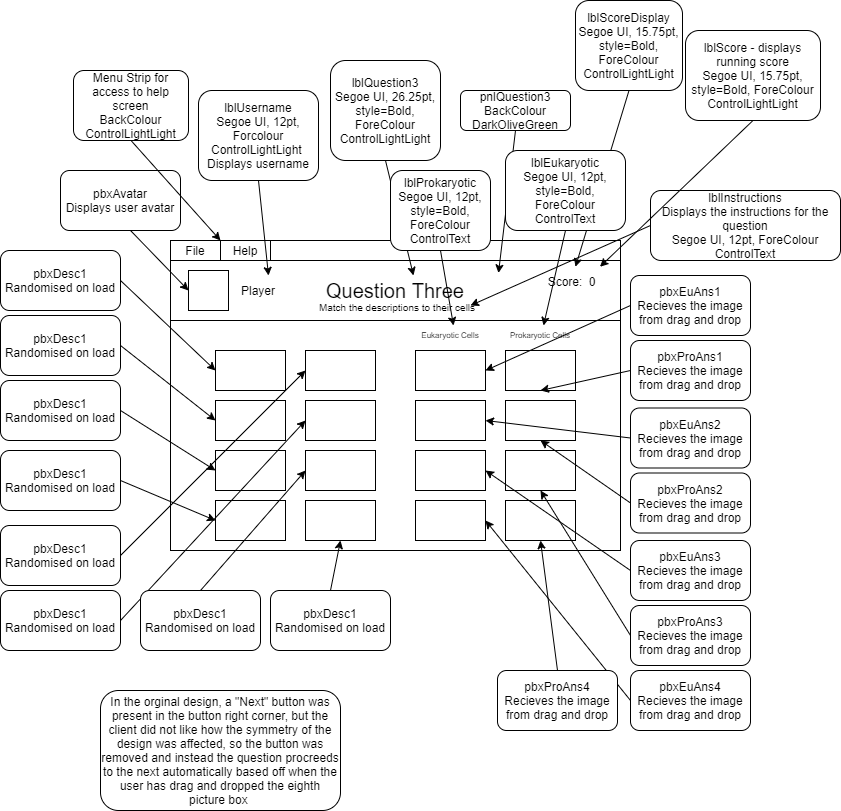 lblScoreDisplay
Segoe UI, 15.75pt,
style=Bold,
ForeColour
ControlLightLight
lblScore - displays
running score
Segoe UI, 15.75pt,
style=Bold, ForeColour
ControlLightLight
Menu Strip for
access to help
screen
BackColour
ControlLightLight
lblUsername
Segoe UI, 12pt,
Forcolour
ControlLightLight
Displays username
lblQuestion3
Segoe UI, 26.25pt,
style=Bold,
ForeColour
ControlLightLight
pnlQuestion3
BackColour
DarkOliveGreen
lblProkaryotic
Segoe UI, 12pt,
style=Bold,
ForeColour
ControlText
lblEukaryotic
Segoe UI, 12pt,
style=Bold,
ForeColour
ControlText
pbxAvatar
Displays user avatar
lblInstructions
Displays the instructions for the
question
Segoe UI, 12pt, ForeColour
ControlText
File
Help
Player
Question Three
Match the descriptions to their cells
Score: 0
Eukaryotic Cells
Prokaryotic Cells
pbxDesc1
Randomised on load
pbxDesc1
Randomised on load
pbxDesc1
Randomised on load
pbxDesc1
Randomised on load
pbxDesc1
Randomised on load
pbxDesc1
Randomised on load
pbxDesc1
Randomised on load
pbxDesc1
Randomised on load
pbxEuAns1
Recieves the image
from drag and drop
pbxProAns1
Recieves the image
from drag and drop
pbxEuAns2
Recieves the image
from drag and drop
pbxProAns2
Recieves the image
from drag and drop
pbxEuAns3
Recieves the image
from drag and drop
pbxProAns3
Recieves the image
from drag and drop
pbxProAns4
Recieves the image
from drag and drop
pbxEuAns4
Recieves the image
from drag and drop
In the orginal design, a "Next" button was
present in the button right corner, but the
client did not like how the symmetry of the
design was affected, so the button was
removed and instead the question procreeds
to the next automatically based off when the
user has drag and dropped the eighth
picture box